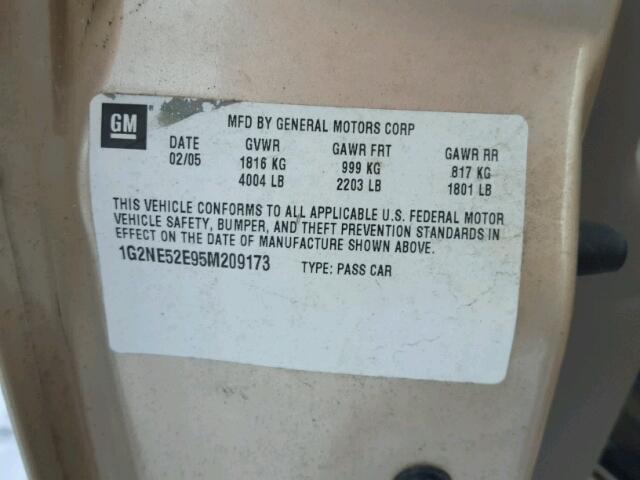 GM
MFD BY GENERAL MOTORS CORP
DATE GVWR GAWR FRT GAWR RR
02/05 1816 KG 999 KG 817 KG
4004 LB 2203 LB 1801 LB
THIS VEHICLE CONFORMS TO ALL APPLICABLE U.S. FEDERAL MOTOR
VEHICLE SAFETY, BUMPER, AND THEFT PREVENTION STANDARDS IN
EFFECT ON THE DATE OF MANUFACTURE SHOWN ABOVE.
1G2NE52E95M209173 TYPE: PASS CAR